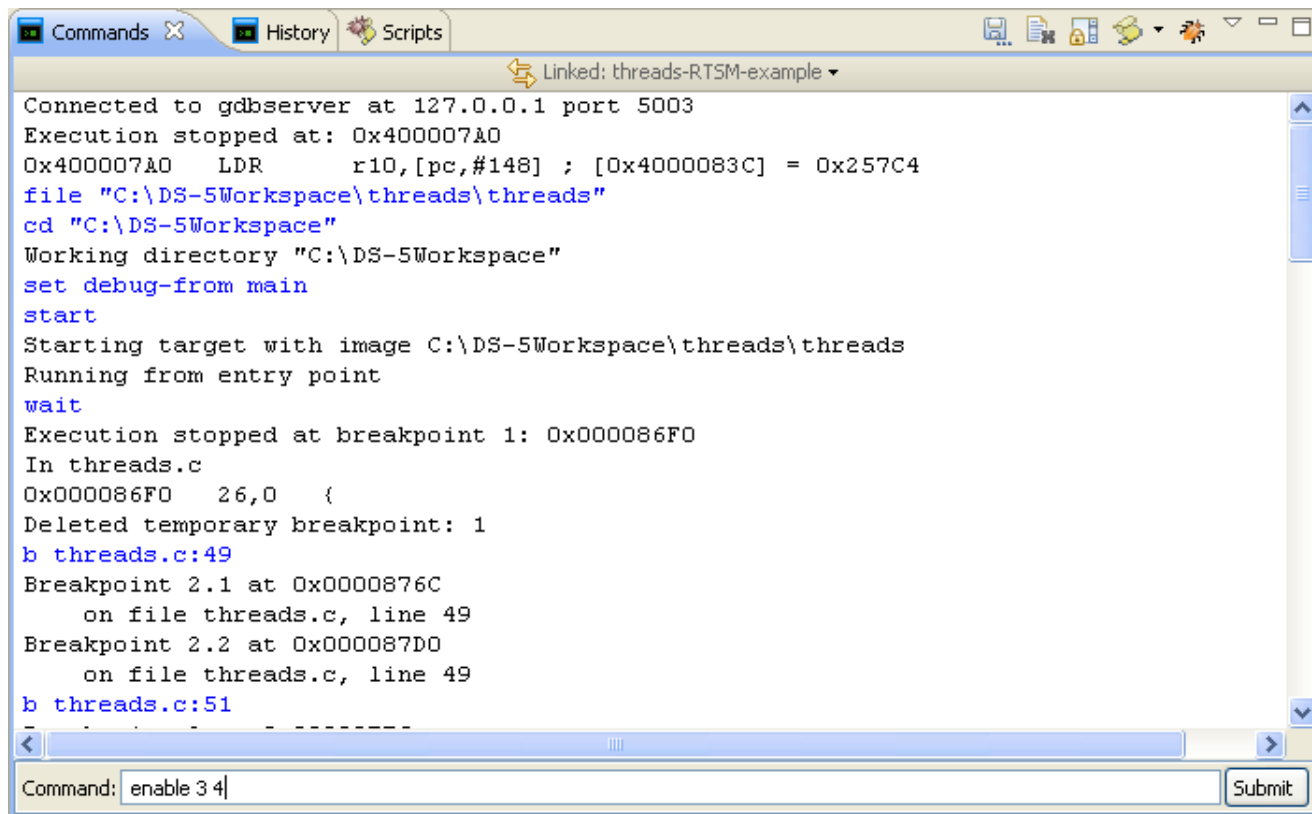 Commands History Scripts
Linked: threads-RTSM-example
Connected to gdbserver at 127.0.0.1 port 5003
Execution stopped at: 0x400007A0
0x400007A0 LDR r10,[pc,#148] ; [0x4000083C] = 0x257C4
file "C:\DS-5Workspace\threads\threads"
cd "C:\DS-5Workspace"
Working directory "C:\DS-5Workspace"
set debug-from main
start
Starting target with image C:\DS-5Workspace\threads\threads
Running from entry point
wait
Execution stopped at breakpoint 1: 0x000086F0
In threads.c
0x000086F0 26,0 {
Deleted temporary breakpoint: 1
b threads.c:49
Breakpoint 2.1 at 0x0000876C
on file threads.c, line 49
Breakpoint 2.2 at 0x000087D0
on file threads.c, line 49
b threads.c:51
Command: enable 3 4 Submit